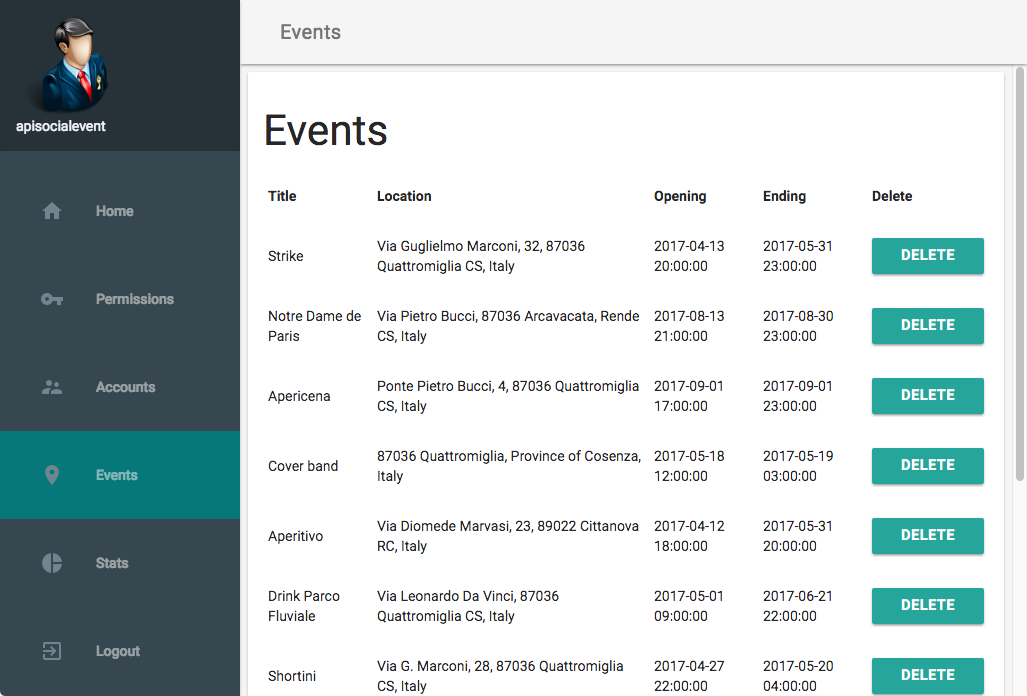 apisocialevent
Home
Permissions
Accounts
Events
Stats
Logout
Events
Events
Title Location Opening Ending Delete
Strike
Via Guglielmo Marconi, 32, 87036
Quattromiglia CS, Italy
2017-04-13
20:00:00
2017-05-31
23:00:00
DELETE
Notre Dame de
Paris
Via Pietro Bucci, 87036 Arcavacata, Rende
CS, Italy
2017-08-13
21:00:00
2017-08-30
23:00:00
DELETE
Apericena
Ponte Pietro Bucci, 4, 87036 Quattromiglia
CS, Italy
2017-09-01
17:00:00
2017-09-01
23:00:00
DELETE
Cover band
87036 Quattromiglia, Province of Cosenza,
Italy
2017-05-18
12:00:00
2017-05-19
03:00:00
DELETE
Aperitivo
Via Diomede Marvasi, 23, 89022 Cittanova
RC, Italy
2017-04-12
18:00:00
2017-05-31
20:00:00
DELETE
Drink Parco
Fluviale
Via Leonardo Da Vinci, 87036
Quattromiglia CS, Italy
2017-05-01
09:00:00
2017-06-21
22:00:00
DELETE
Shortini
Via G. Marconi, 28, 87036 Quattromiglia
CS, Italy
2017-04-27
22:00:00
2017-05-20
04:00:00
DELETE